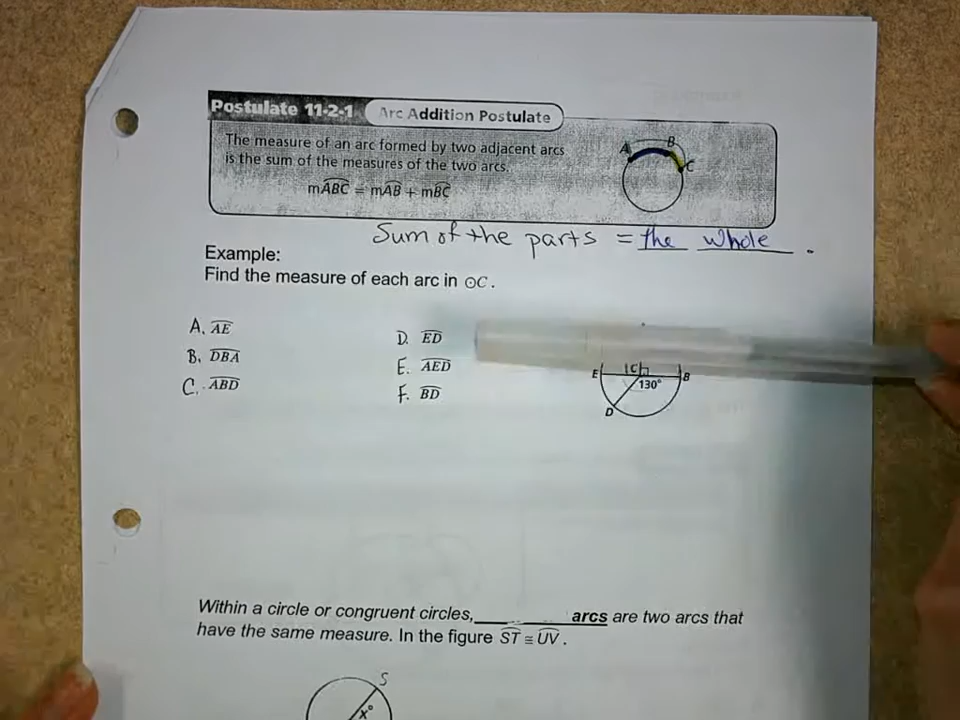 Postulate 11-2-1 Arc Addition Postulate
The measure of an arc formed by two adjacent arcs
is the sum of the measures of the two arcs.
mABC = mAB + mBC
A B C
Sum of the parts = the whole .
Example:
Find the measure of each arc in ⊙C.
A. AE
B. DBA
C. ABD
D. ED
E. AED
F. BD
E C B
130°
D
Within a circle or congruent circles, arcs are two arcs that
have the same measure. In the figure ST ≅ UV.
S
x°